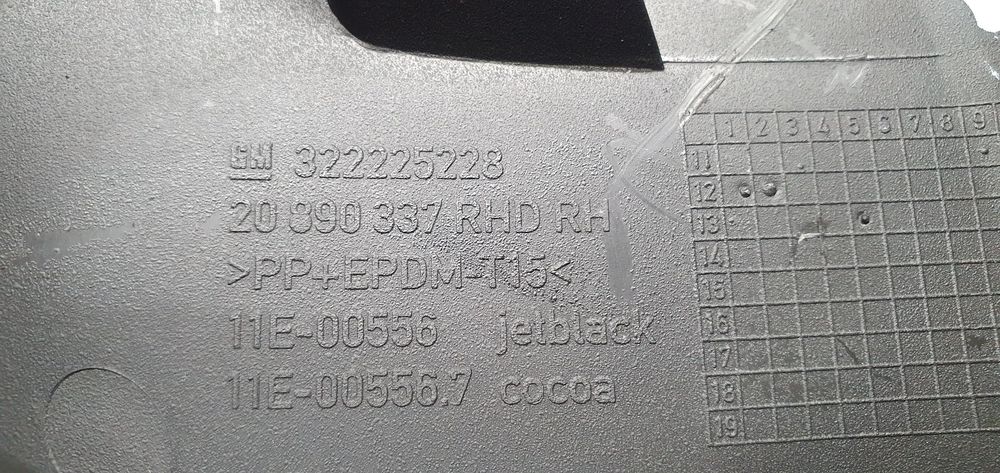 GM 322225228
20 890 337 RHD RH
>PP+EPDM-T15<
11E-00556 jetblack
11E-00556.7 cocoa
1 2 3 4 5 6 7 8 9
11
12
13
14
15
16
17
18
19